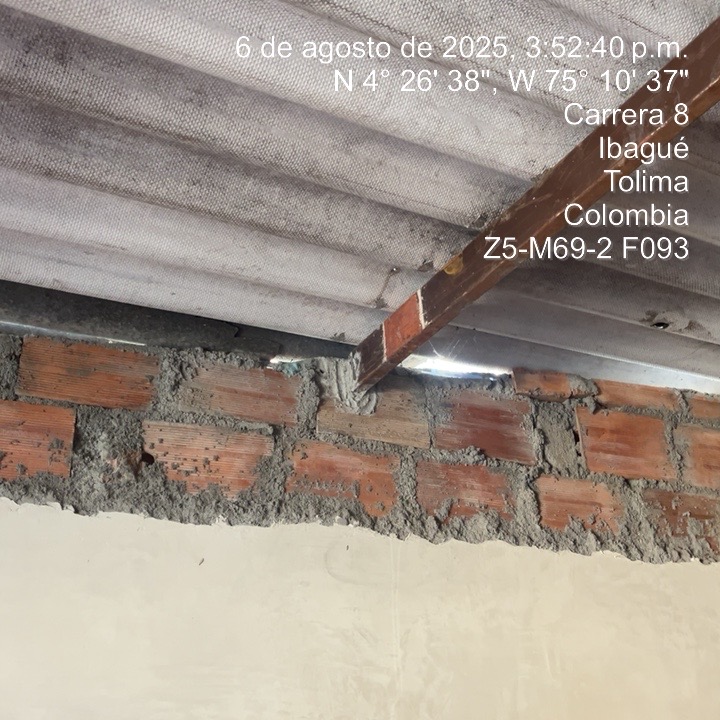 6 de agosto de 2025, 3:52:40 p.m.
N 4° 26' 38", W 75° 10' 37"
Carrera 8
Ibagué
Tolima
Colombia
Z5-M69-2 F093